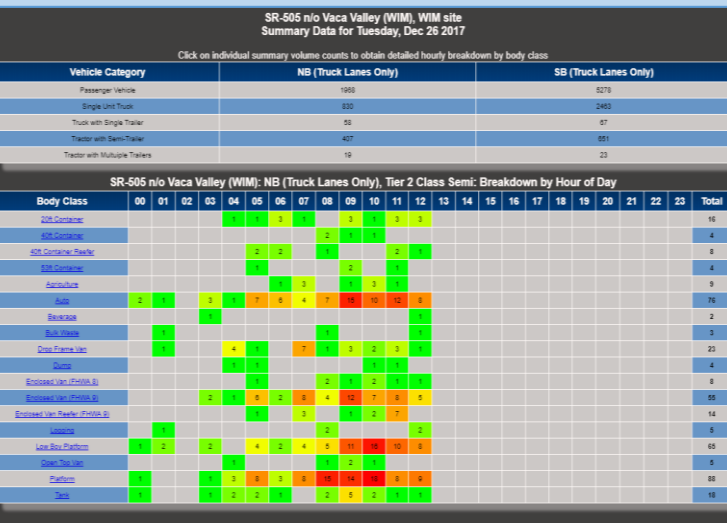 SR-505 n/o Vaca Valley (WIM), WIM site
Summary Data for Tuesday, Dec 26 2017
Click on individual summary volume counts to obtain detailed hourly breakdown by body class
Vehicle Category NB (Truck Lanes Only) SB (Truck Lanes Only)
Passenger Vehicle 1968 5278
Single Unit Truck 830 2463
Truck with Single Trailer 58 67
Tractor with Semi-Trailer 407 651
Tractor with Multuiple Trailers 19 23
SR-505 n/o Vaca Valley (WIM): NB (Truck Lanes Only), Tier 2 Class Semi: Breakdown by Hour of Day
Body Class 00 01 02 03 04 05 06 07 08 09 10 11 12 13 14 15 16 17 18 19 20 21 22 23 Total
20ft Container 1 1 3 1 3 1 3 3 16
40ft Container 2 1 1 4
40ft Container Reefer 2 2 1 2 1 8
53ft Container 1 2 1 4
Agriculture 1 3 1 3 1 9
Auto 2 1 3 1 7 6 4 7 15 10 12 8 76
Beverage 1 1 2
Bulk Waste 1 1 1 3
Drop Frame Van 1 4 1 7 1 3 2 3 1 23
Dump 1 1 1 1 4
Enclosed Van (FHWA 8) 1 2 1 2 1 1 8
Enclosed Van (FHWA 9) 2 1 6 2 8 4 12 7 8 5 55
Enclosed Van Reefer (FHWA 9) 1 3 1 2 7 14
Logging 1 2 2 5
Low Boy Platform 1 2 2 4 2 4 5 11 16 10 8 65
Open Top Van 1 1 2 1 5
Platform 1 1 3 8 3 8 15 14 18 8 9 88
Tank 1 1 2 2 1 2 5 2 1 1 18